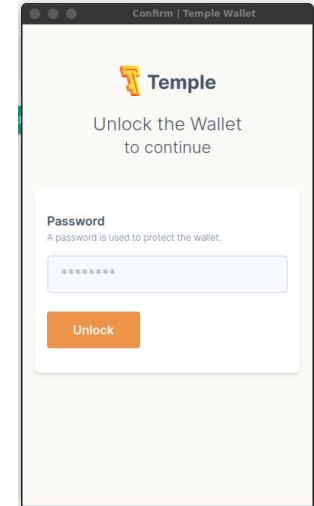 Confirm | Temple Wallet
Temple
Unlock the Wallet
to continue
Password
A password is used to protect the wallet.
********
Unlock